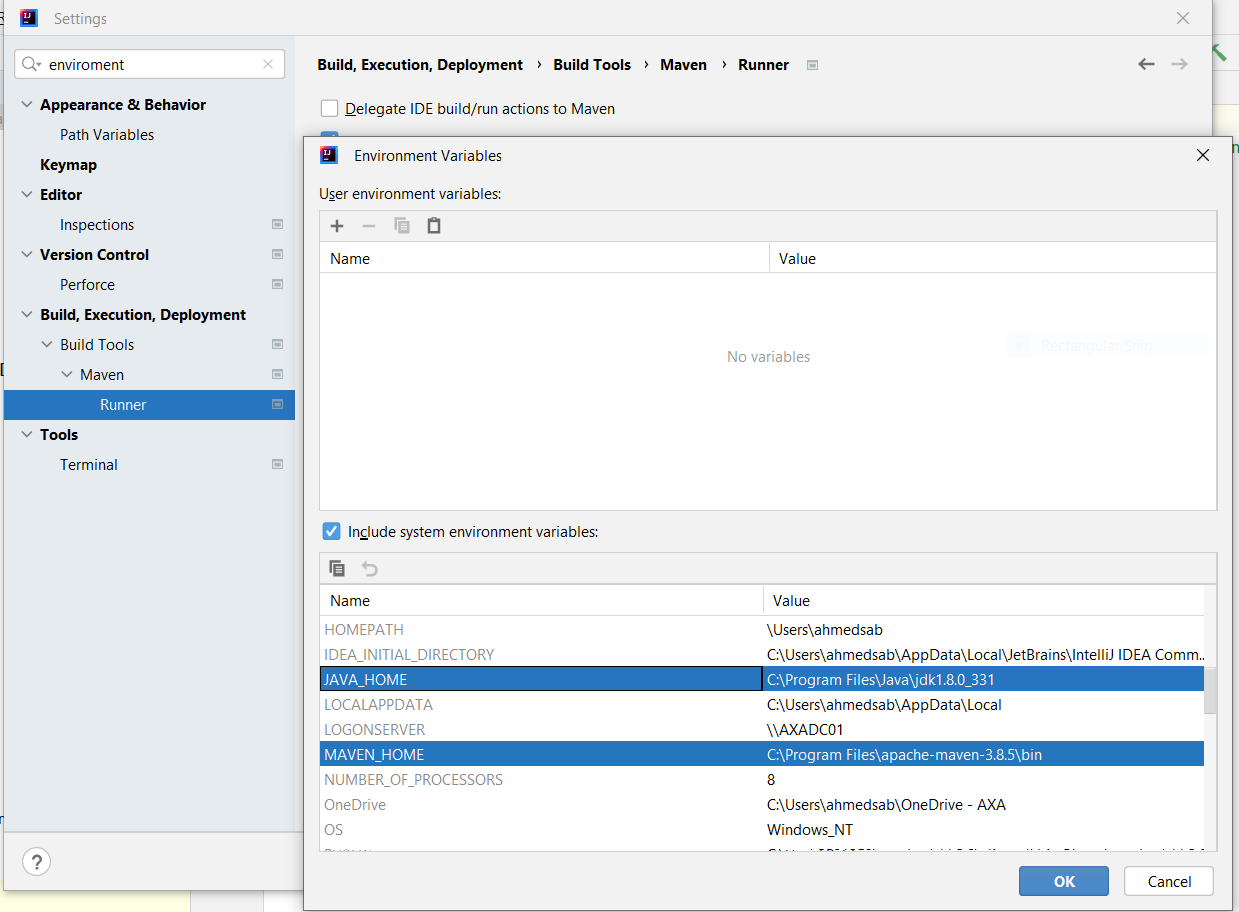 Settings
enviroment
Appearance & Behavior
Path Variables
Keymap
Editor
Inspections
Version Control
Perforce
Build, Execution, Deployment
Build Tools
Maven
Runner
Tools
Terminal
?
Build, Execution, Deployment › Build Tools › Maven › Runner
Delegate IDE build/run actions to Maven
Environment Variables
User environment variables:
Name Value
No variables
Rectangular Snip
Include system environment variables:
Name Value
HOMEPATH \Users\ahmedsab
IDEA_INITIAL_DIRECTORY C:\Users\ahmedsab\AppData\Local\JetBrains\IntelliJ IDEA Comm...
JAVA_HOME C:\Program Files\Java\jdk1.8.0_331
LOCALAPPDATA C:\Users\ahmedsab\AppData\Local
LOGONSERVER \\AXADC01
MAVEN_HOME C:\Program Files\apache-maven-3.8.5\bin
NUMBER_OF_PROCESSORS 8
OneDrive C:\Users\ahmedsab\OneDrive - AXA
OS Windows_NT
OK Cancel